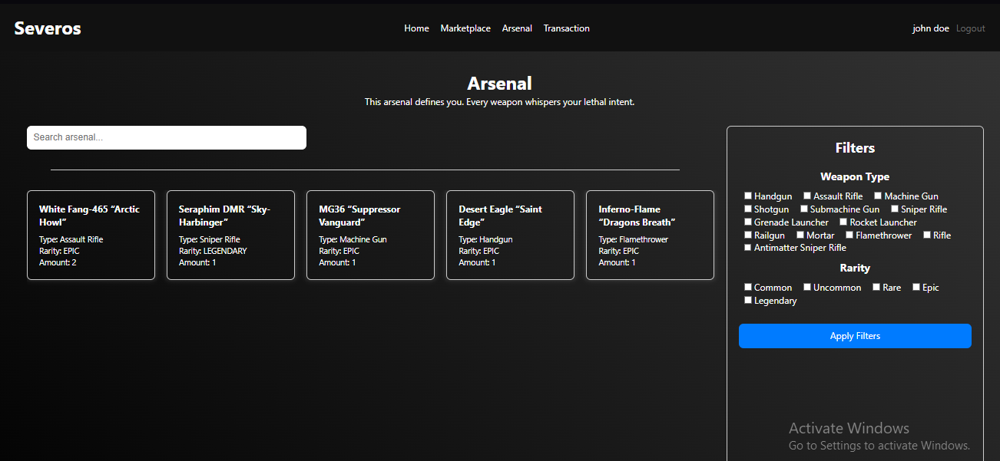 Severos
Home Marketplace Arsenal Transaction
john doe Logout
Arsenal
This arsenal defines you. Every weapon whispers your lethal intent.
Search arsenal...
White Fang-465 “Arctic
Howl”
Type: Assault Rifle
Rarity: EPIC
Amount: 2
Seraphim DMR “Sky-
Harbinger”
Type: Sniper Rifle
Rarity: LEGENDARY
Amount: 1
MG36 “Suppressor
Vanguard”
Type: Machine Gun
Rarity: EPIC
Amount: 1
Desert Eagle “Saint
Edge”
Type: Handgun
Rarity: EPIC
Amount: 1
Inferno-Flame
“Dragons Breath”
Type: Flamethrower
Rarity: EPIC
Amount: 1
Filters
Weapon Type
Handgun Assault Rifle Machine Gun
Shotgun Submachine Gun Sniper Rifle
Grenade Launcher Rocket Launcher
Railgun Mortar Flamethrower Rifle
Antimatter Sniper Rifle
Rarity
Common Uncommon Rare Epic
Legendary
Apply Filters
Activate Windows
Go to Settings to activate Windows.